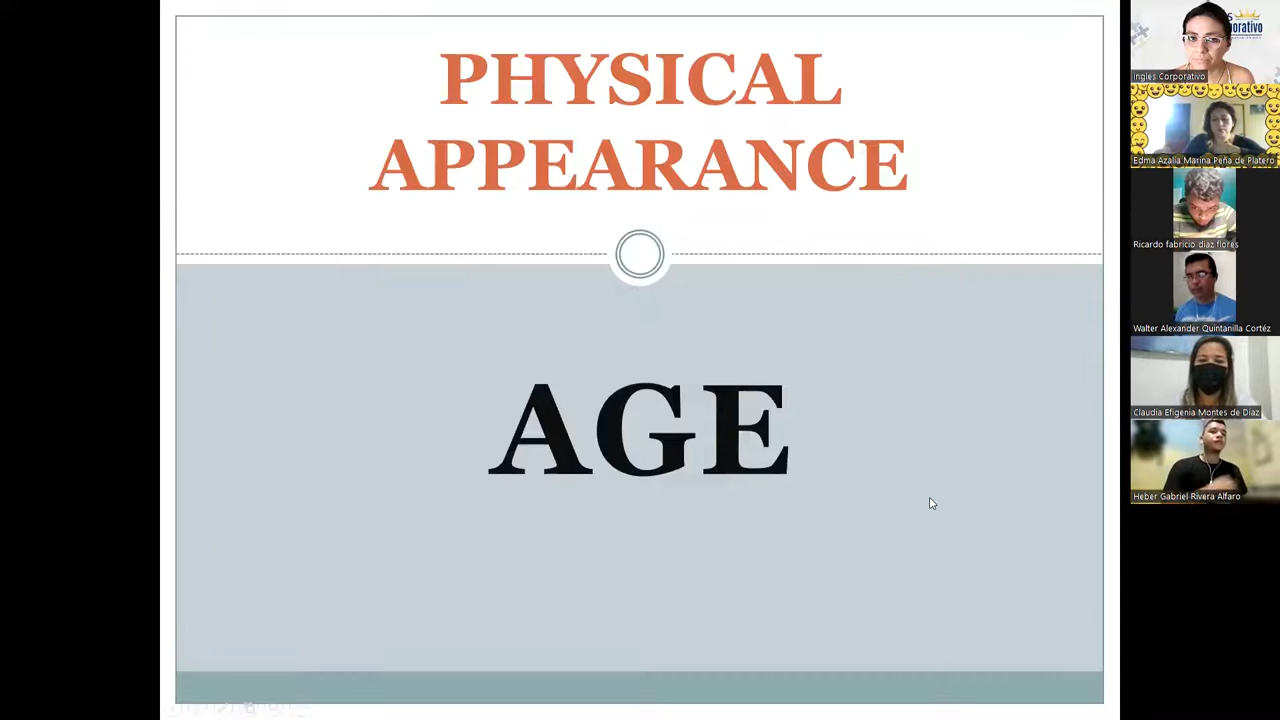 PHYSICAL
APPEARANCE
AGE
Ingles Corporativo
Edma Azalia Marina Peña de Platero
Ricardo fabricio diaz flores
Walter Alexander Quintanilla Cortéz
Claudia Efigenia Montes de Diaz
Heber Gabriel Rivera Alfaro